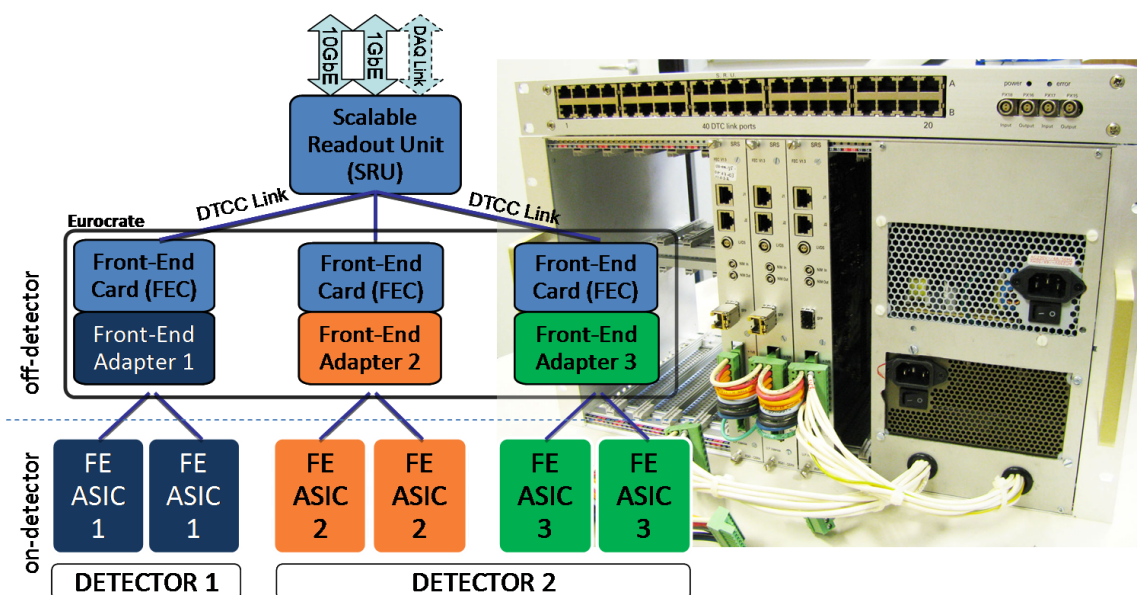 10GbE
1GbE
DAQ Link
Scalable
Readout Unit
(SRU)
DTCC Link
DTCC Link
Eurocrate
Front-End
Card (FEC)
Front-End
Adapter 1
Front-End
Card (FEC)
Front-End
Adapter 2
Front-End
Card (FEC)
Front-End
Adapter 3
off-detector
on-detector
FE
ASIC
1
FE
ASIC
1
FE
ASIC
2
FE
ASIC
2
FE
ASIC
3
FE
ASIC
3
DETECTOR 1
DETECTOR 2
S. R. U.
A
B
1
40 DTC link ports
20
power
error
Input
Output
Input
Output
SRS
SRS
SRS